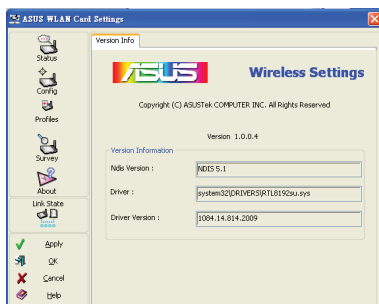 ASUS WLAN Card Settings
Status
Config
Profiles
Survey
About
Link State
Apply
OK
Cancel
Help
Version Info
ASUS
Wireless Settings
Copyright (C) ASUSTek COMPUTER INC. All Rights Reserved
Version 1.0.0.4
Version Information
Ndis Version :
NDIS 5.1
Driver :
system32\DRIVERS\RTL8192su.sys
Driver Version :
1084.14.814.2009